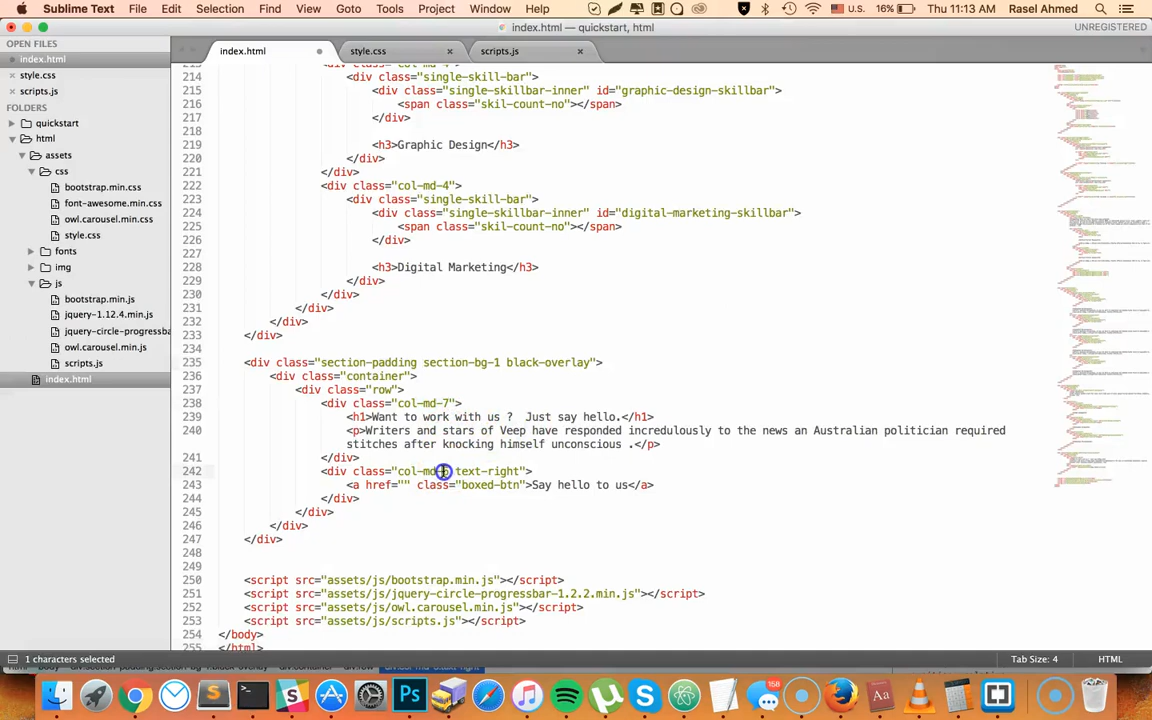 Sublime Text File Edit Selection Find View Goto Tools Project Window Help U.S. 16% Thu 11:13 AM Rasel Ahmed
index.html — quickstart, html UNREGISTERED
OPEN FILES
index.html
style.css
scripts.js
FOLDERS
quickstart
html
assets
css
bootstrap.min.css
font-awesome.min.css
owl.carousel.min.css
style.css
fonts
img
js
bootstrap.min.js
jquery-1.12.4.min.js
jquery-circle-progressba
owl.carousel.min.js
scripts.js
index.html
index.html style.css scripts.js
214 <div class="single-skill-bar">
215 <div class="single-skillbar-inner" id="graphic-design-skillbar">
216 <span class="skil-count-no"></span>
217 </div>
218
219 <h3>Graphic Design</h3>
220 </div>
221 </div>
222 <div class="col-md-4">
223 <div class="single-skill-bar">
224 <div class="single-skillbar-inner" id="digital-marketing-skillbar">
225 <span class="skil-count-no"></span>
226 </div>
227
228 <h3>Digital Marketing</h3>
229 </div>
230 </div>
231 </div>
232 </div>
233 </div>
234
235 <div class="section-padding section-bg-1 black-overlay">
236 <div class="container">
237 <div class="row">
238 <div class="col-md-7">
239 <h1>Want to work with us ?  Just say hello.</h1>
240 <p>Writers and stars of Veep have responded incredulously to the news an Australian politician required
stitches after knocking himself unconscious .</p>
241 </div>
242 <div class= text-right">
243 <a href="" class="boxed-btn">Say hello to us</a>
244 </div>
245 </div>
246 </div>
247 </div>
248
249
250 <script src="assets/js/bootstrap.min.js"></script>
251 <script src="assets/js/jquery-circle-progressbar-1.2.2.min.js"></script>
252 <script src="assets/js/owl.carousel.min.js"></script>
253 <script src="assets/js/scripts.js"></script>
254 </body>
255 </html>
1 characters selected Tab Size: 4 HTML
158